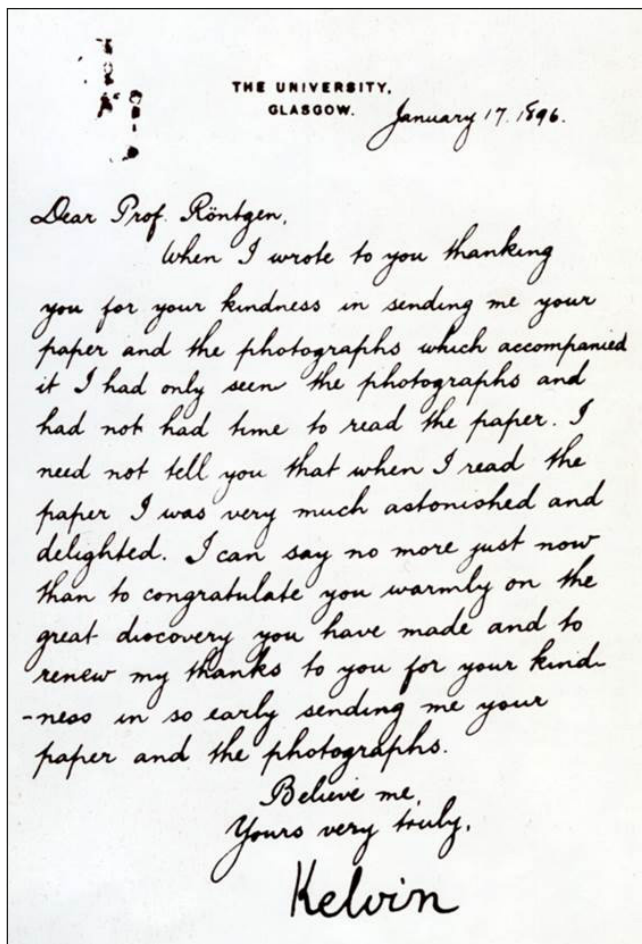 THE UNIVERSITY,
GLASGOW.
January 17. 1896.
Dear Prof. Röntgen,
When I wrote to you thanking
you for your kindness in sending me your
paper and the photographs which accompanied
it I had only seen the photographs and
had not had time to read the paper. I
need not tell you that when I read the
paper I was very much astonished and
delighted. I can say no more just now
than to congratulate you warmly on the
great discovery you have made and to
renew my thanks to you for your kind-
-ness in so early sending me your
paper and the photographs.
Believe me,
Yours very truly,
Kelvin